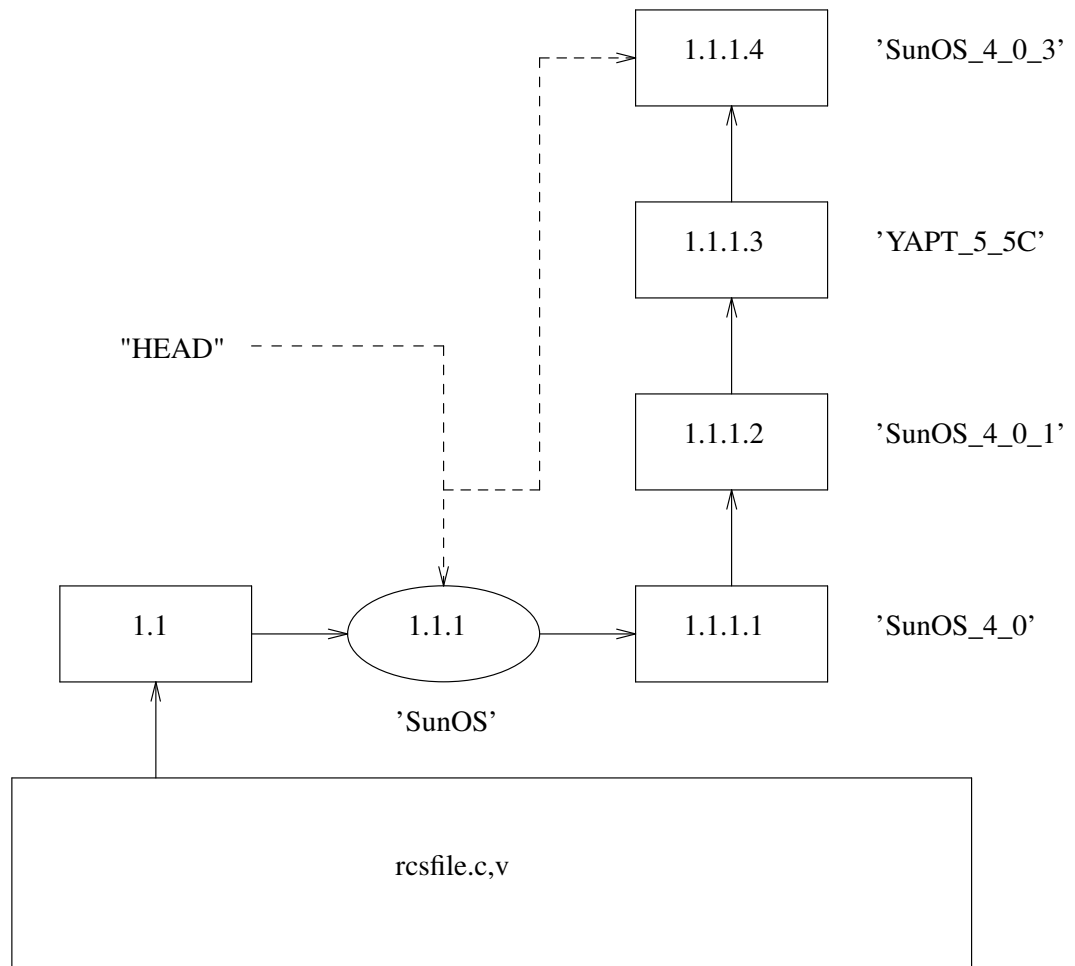 1.1.1.4 ’SunOS_4_0_3’
1.1.1.3 ’YAPT_5_5C’
"HEAD"
1.1.1.2 ’SunOS_4_0_1’
1.1 1.1.1 1.1.1.1 ’SunOS_4_0’
’SunOS’
rcsfile.c,v